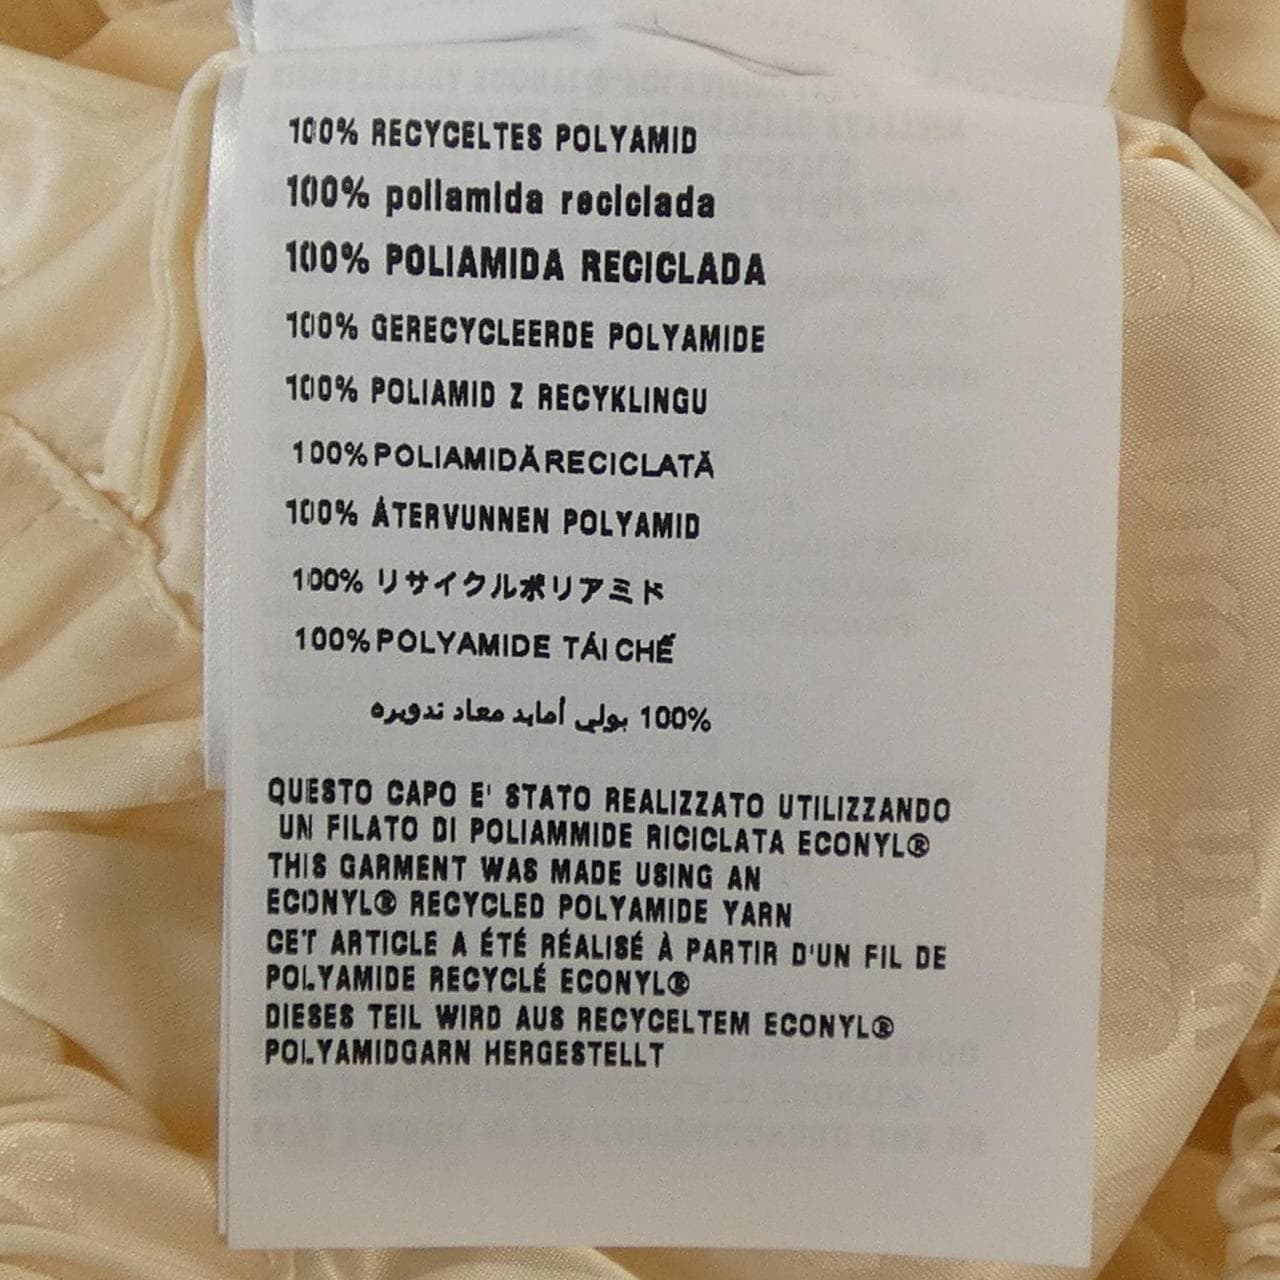 100% RECYCELTES POLYAMID
100% poliamida reciclada
100% POLIAMIDA RECICLADA
100% GERECYCLEERDE POLYAMIDE
100% POLIAMID Z RECYKLINGU
100% POLIAMIDĂ RECICLATĂ
100% ÅTERVUNNEN POLYAMID
100% リサイクルポリアミド
100% POLYAMIDE TÁI CHẾ
100% بولي أمايد معاد تدويره
QUESTO CAPO E' STATO REALIZZATO UTILIZZANDO
UN FILATO DI POLIAMMIDE RICICLATA ECONYL®
THIS GARMENT WAS MADE USING AN
ECONYL® RECYCLED POLYAMIDE YARN
CET ARTICLE A ÉTÉ RÉALISÉ À PARTIR D'UN FIL DE
POLYAMIDE RECYCLÉ ECONYL®
DIESES TEIL WIRD AUS RECYCELTEM ECONYL®
POLYAMIDGARN HERGESTELLT